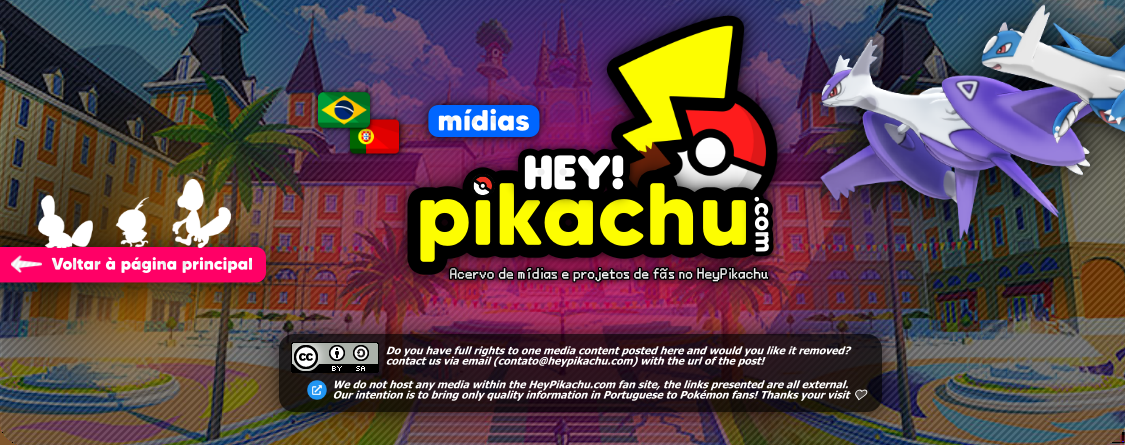 mídias
HEY!
pikachu
.com
Acervo de mídias e projetos de fãs no HeyPikachu
Voltar à página principal
cc BY SA
Do you have full rights to one media content posted here and would you like it removed?
contact us via email (contato@heypikachu.com) with the url of the post!
We do not host any media within the HeyPikachu.com fan site, the links presented are all external.
Our intention is to bring only quality information in Portuguese to Pokémon fans! Thanks your visit